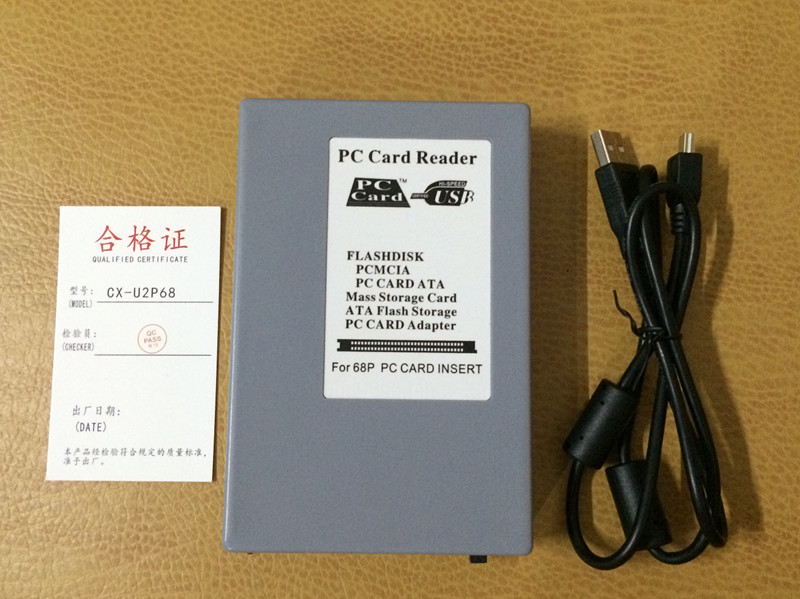 合格证
QUALIFIED CERTIFICATE
型号: CX-U2P68
(MODEL)
检验员:
(CHECKER)
QC
PASS
出厂日期:
(DATE)
本产品经检验符合规定的质量标准,
准予出厂。
PC Card Reader
PC
Card
TM
HI-SPEED
CERTIFIED
USB
FLASHDISK
PCMCIA
PC CARD ATA
Mass Storage Card
ATA Flash Storage
PC CARD Adapter
For 68P PC CARD INSERT